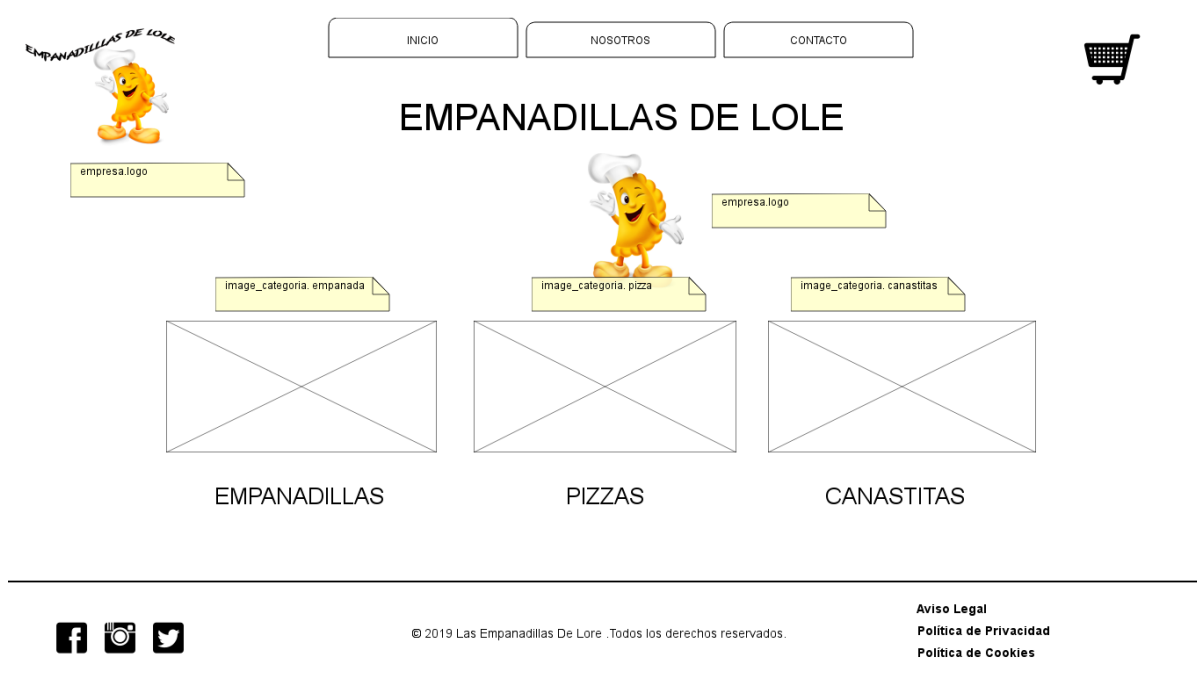 EMPANADILLLAS DE LOLE
INICIO
NOSOTROS
CONTACTO
EMPANADILLAS DE LOLE
empresa.logo
empresa.logo
image_categoria. empanada
image_categoria. pizza
image_categoria. canastitas
EMPANADILLAS
PIZZAS
CANASTITAS
© 2019 Las Empanadillas De Lore .Todos los derechos reservados.
Aviso Legal
Política de Privacidad
Política de Cookies